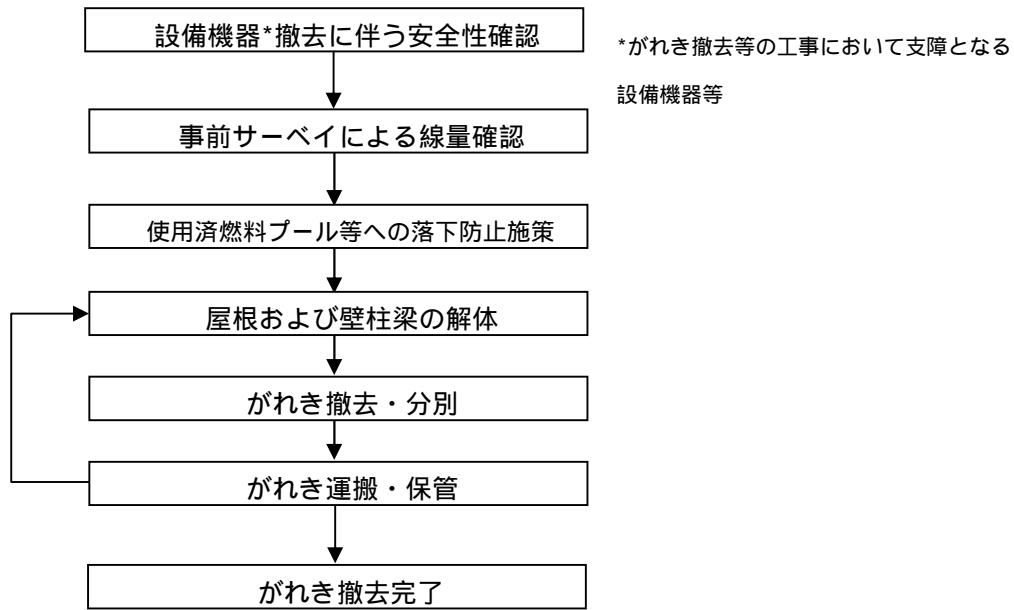 設備機器*撤去に伴う安全性確認
*がれき撤去等の工事において支障となる
設備機器等
事前サーベイによる線量確認
使用済燃料プール等への落下防止施策
屋根および壁柱梁の解体
がれき撤去・分別
がれき運搬・保管
がれき撤去完了